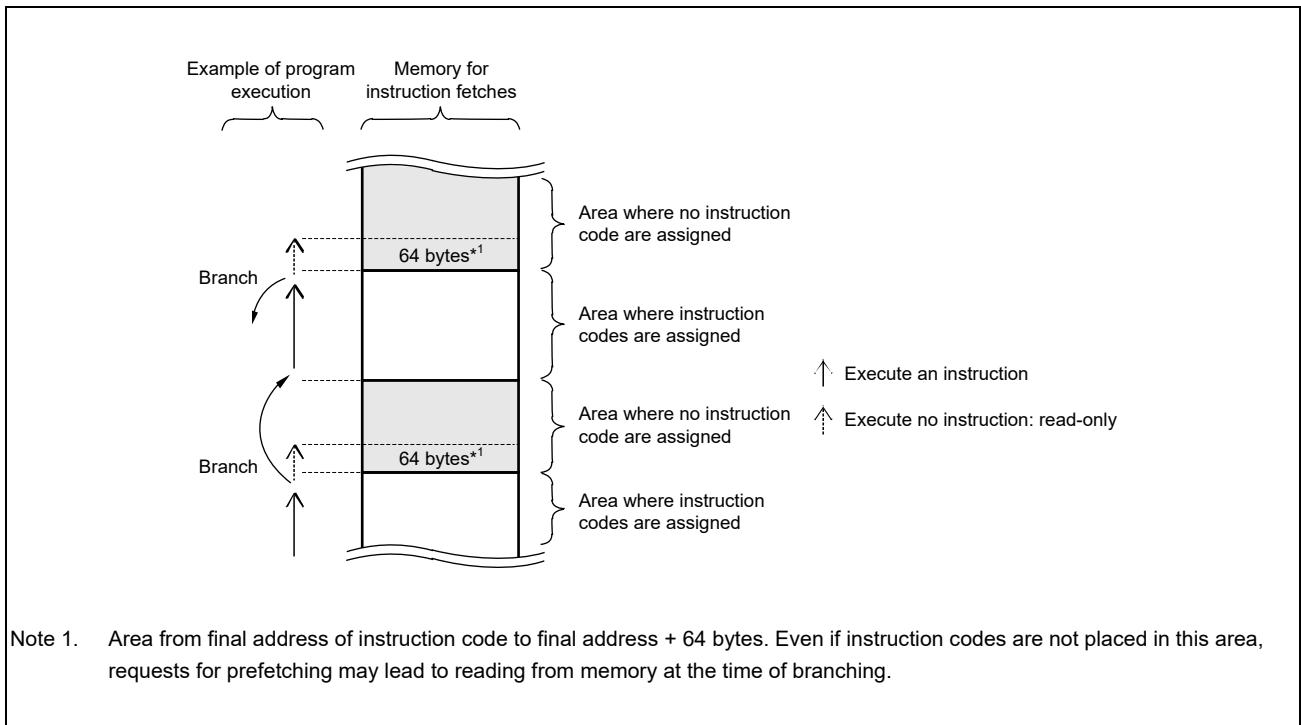 Example of program
execution
Memory for
instruction fetches
Area where no instruction
code are assigned
64 bytes*1
Branch
Area where instruction
codes are assigned
Execute an instruction
Area where no instruction
code are assigned
Execute no instruction: read-only
64 bytes*1
Branch
Area where instruction
codes are assigned
Note 1. Area from final address of instruction code to final address + 64 bytes. Even if instruction codes are not placed in this area,
requests for prefetching may lead to reading from memory at the time of branching.